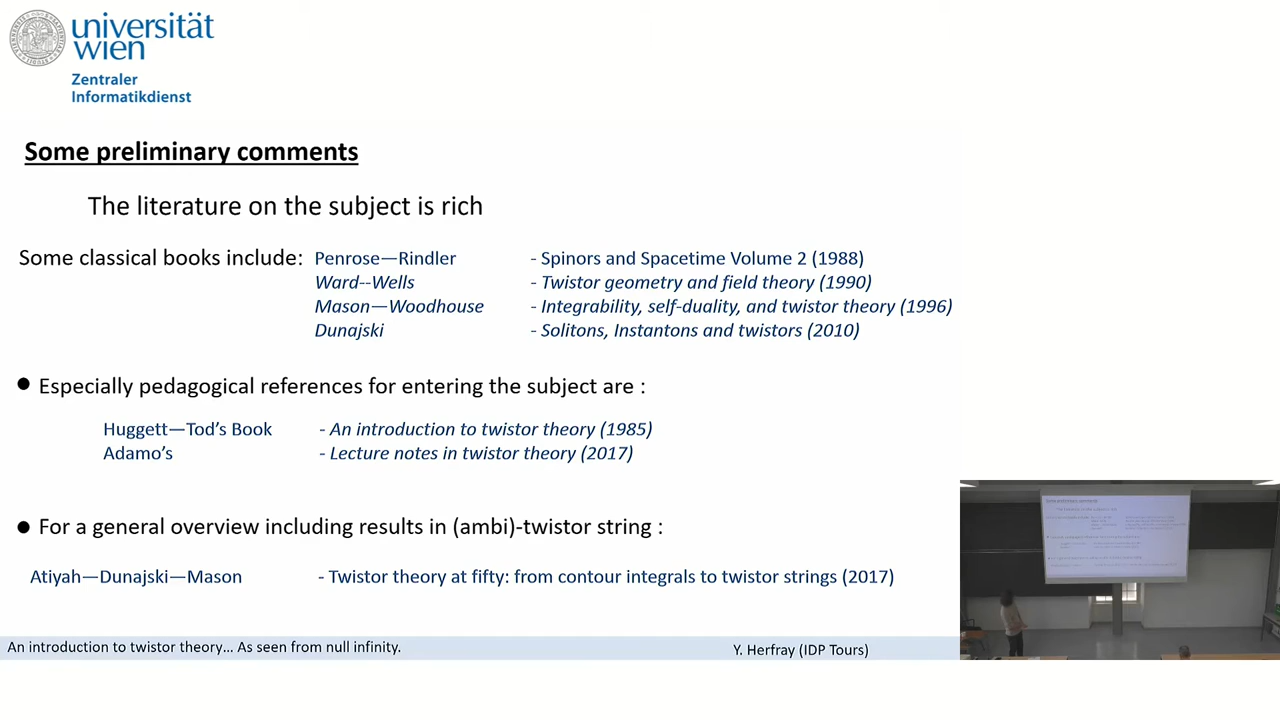 universität
wien
Zentraler
Informatikdienst
Some preliminary comments
The literature on the subject is rich
Some classical books include: Penrose—Rindler - Spinors and Spacetime Volume 2 (1988)
Ward--Wells - Twistor geometry and field theory (1990)
Mason—Woodhouse - Integrability, self-duality, and twistor theory (1996)
Dunajski - Solitons, Instantons and twistors (2010)
● Especially pedagogical references for entering the subject are :
Huggett—Tod's Book - An introduction to twistor theory (1985)
Adamo's - Lecture notes in twistor theory (2017)
● For a general overview including results in (ambi)-twistor string :
Atiyah—Dunajski—Mason - Twistor theory at fifty: from contour integrals to twistor strings (2017)
An introduction to twistor theory... As seen from null infinity. Y. Herfray (IDP Tours)